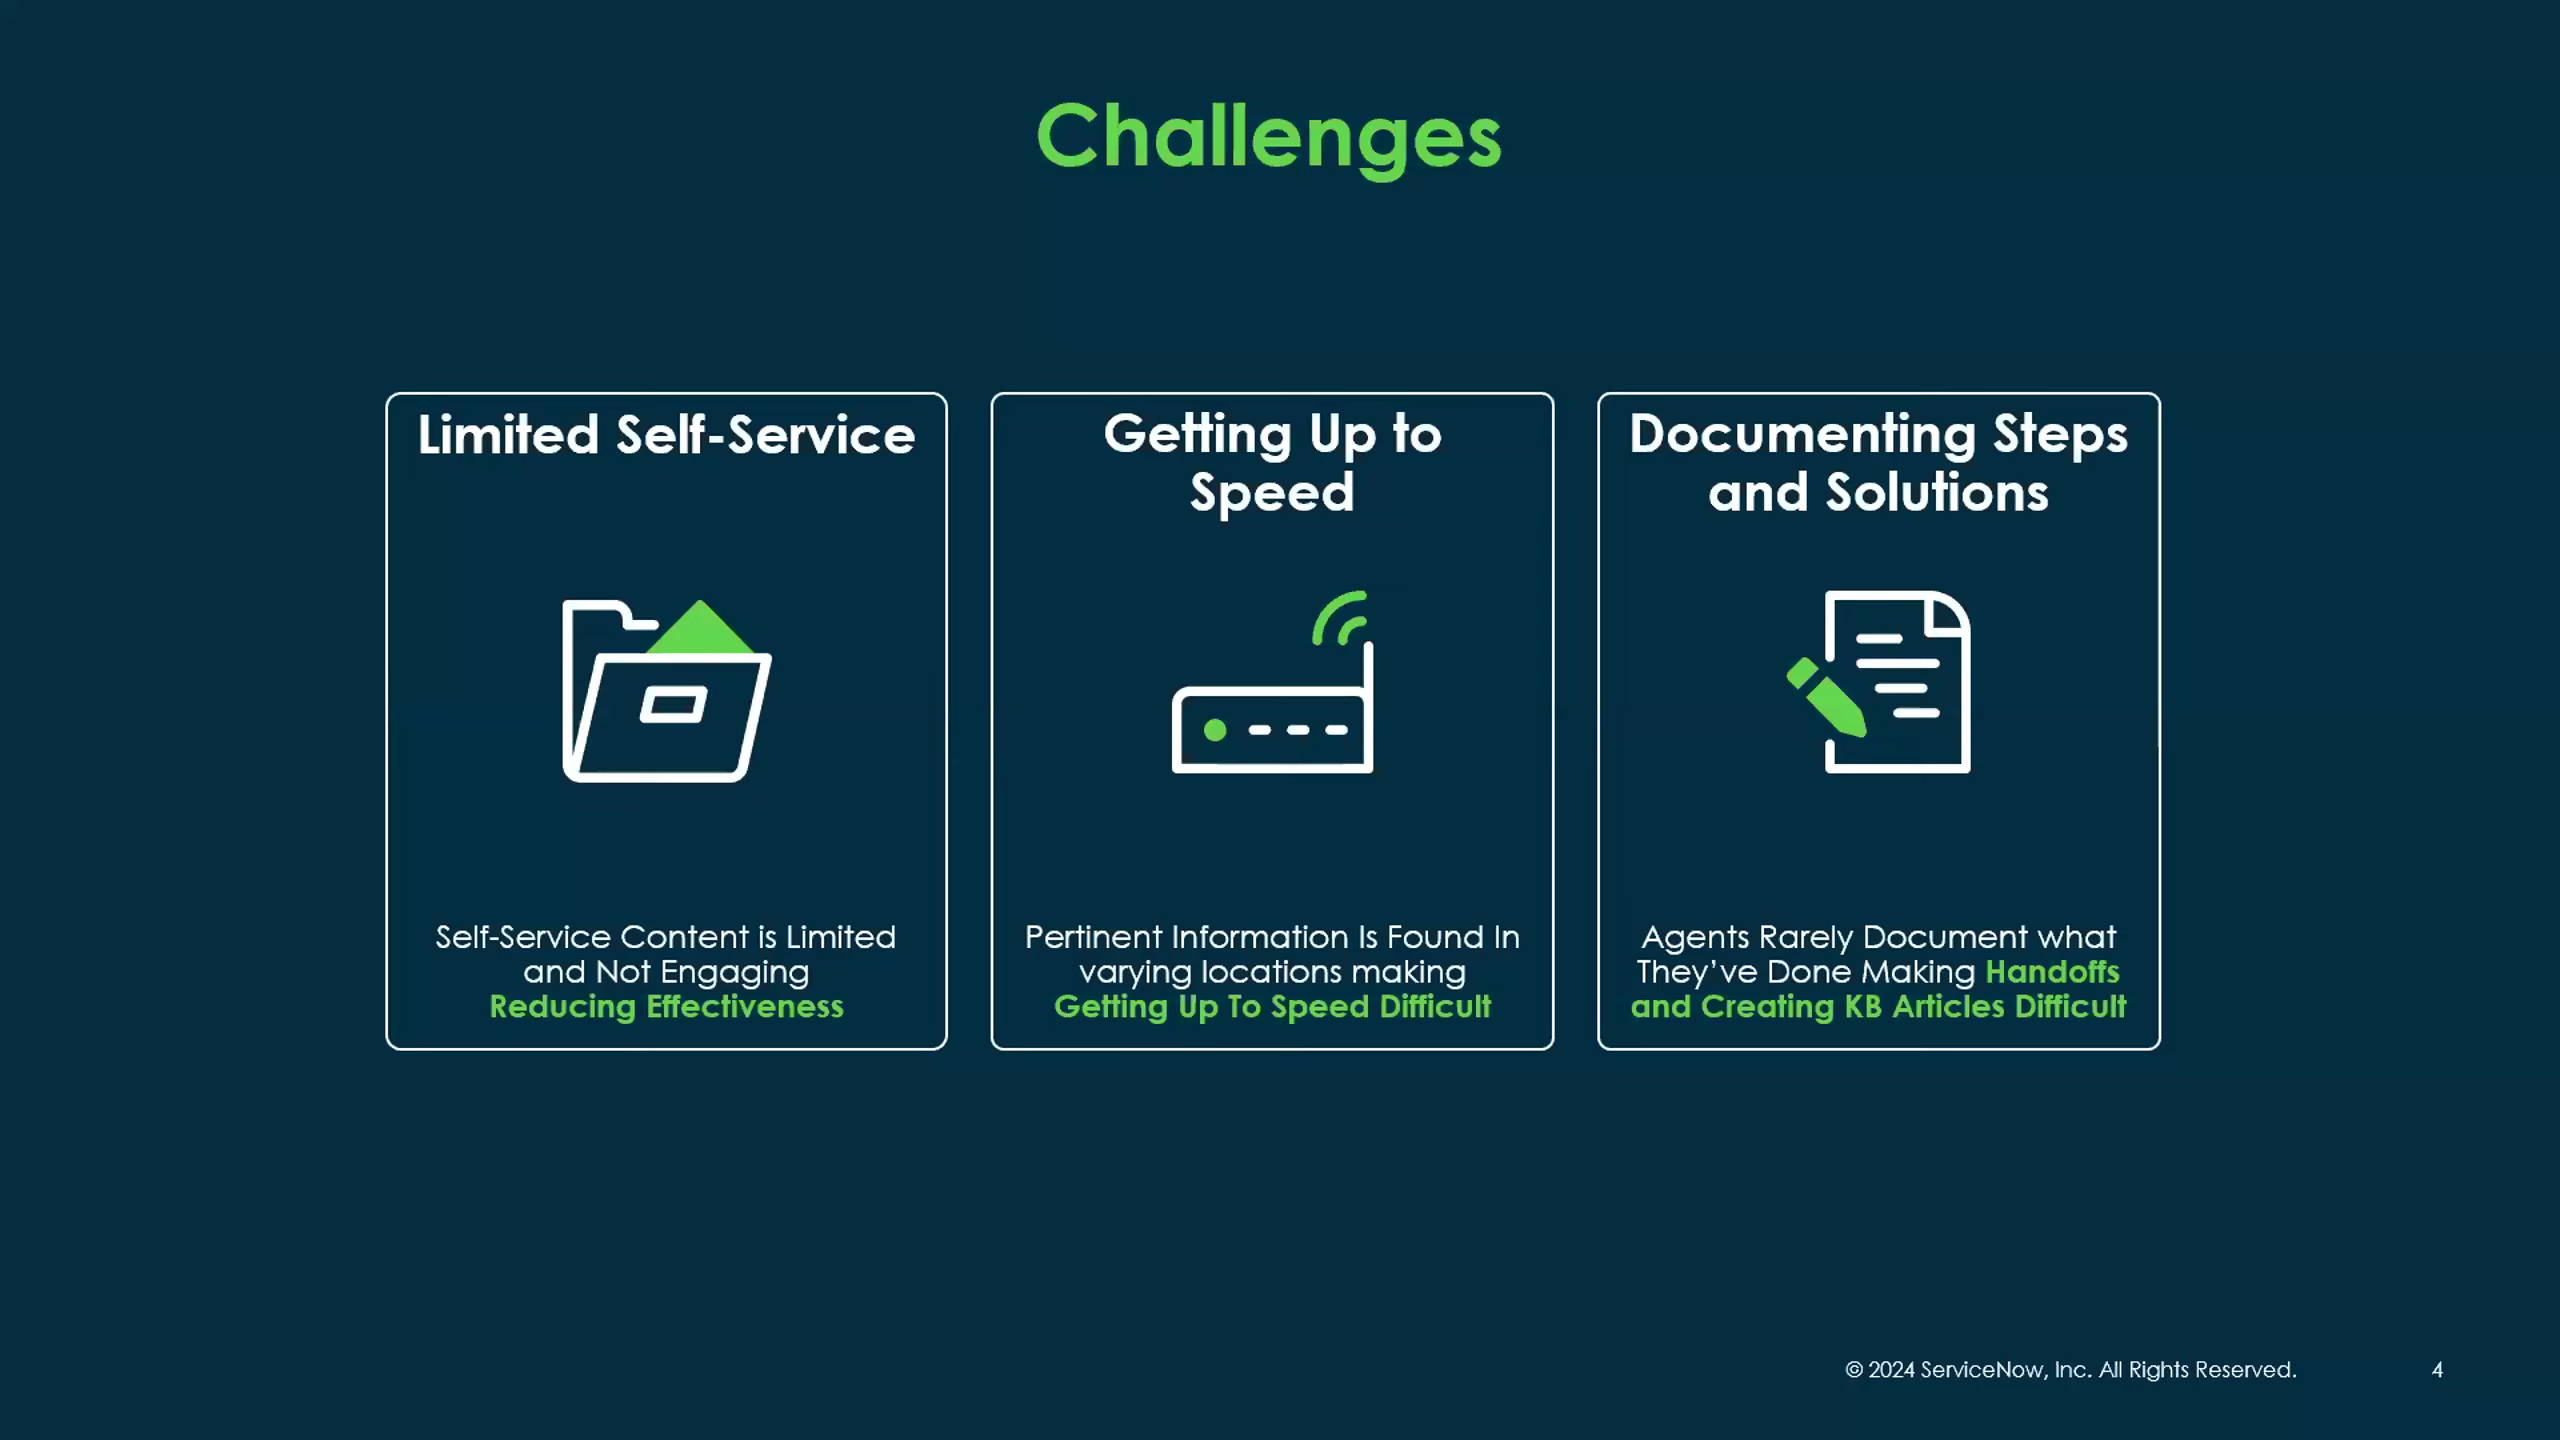 Challenges
Limited Self-Service
Self-Service Content is Limited
and Not Engaging
Reducing Effectiveness
Getting Up to
Speed
Pertinent Information Is Found In
varying locations making
Getting Up To Speed Difficult
Documenting Steps
and Solutions
Agents Rarely Document what
They’ve Done Making Handoffs
and Creating KB Articles Difficult
© 2024 ServiceNow, Inc. All Rights Reserved.
4